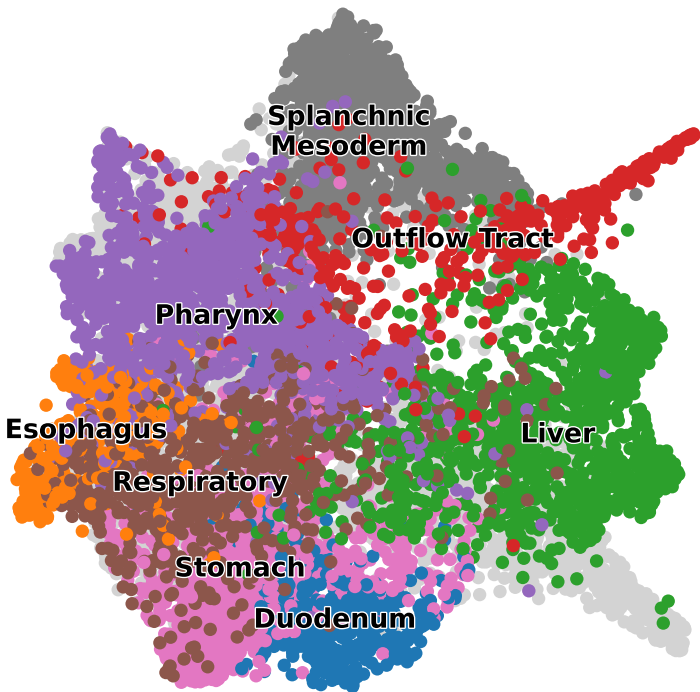 Splanchnic
Mesoderm
Outflow Tract
Pharynx
Esophagus
Liver
Respiratory
Stomach
Duodenum